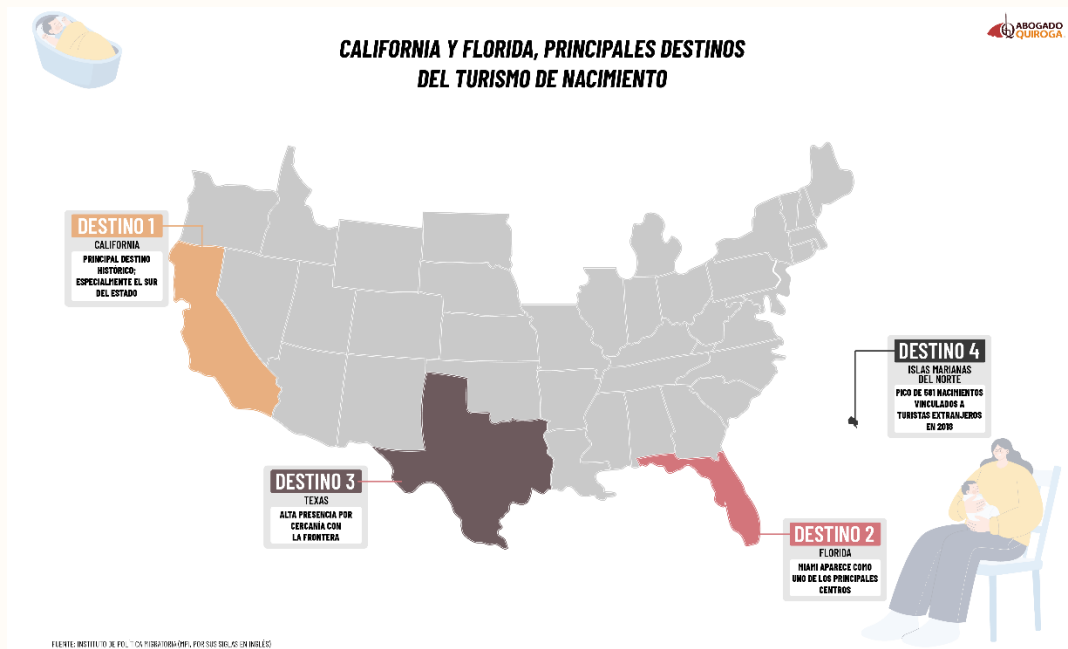 ABOGADO
QUIROGA
CALIFORNIA Y FLORIDA, PRINCIPALES DESTINOS
DEL TURISMO DE NACIMIENTO
DESTINO 1
CALIFORNIA
PRINCIPAL DESTINO
HISTÓRICO;
ESPECIALMENTE EL SUR
DEL ESTADO
DESTINO 4
ISLAS MARIANAS
DEL NORTE
PICO DE 581 NACIMIENTOS
VINCULADOS A
TURISTAS EXTRANJEROS
EN 2018
DESTINO 3
TEXAS
ALTA PRESENCIA POR
CERCANÍA CON
LA FRONTERA
DESTINO 2
FLORIDA
MIAMI APARECE COMO
UNO DE LOS PRINCIPALES
CENTROS
FUENTE: INSTITUTO DE POLÍTICA MIGRATORIA (MPI, POR SUS SIGLAS EN INGLÉS)